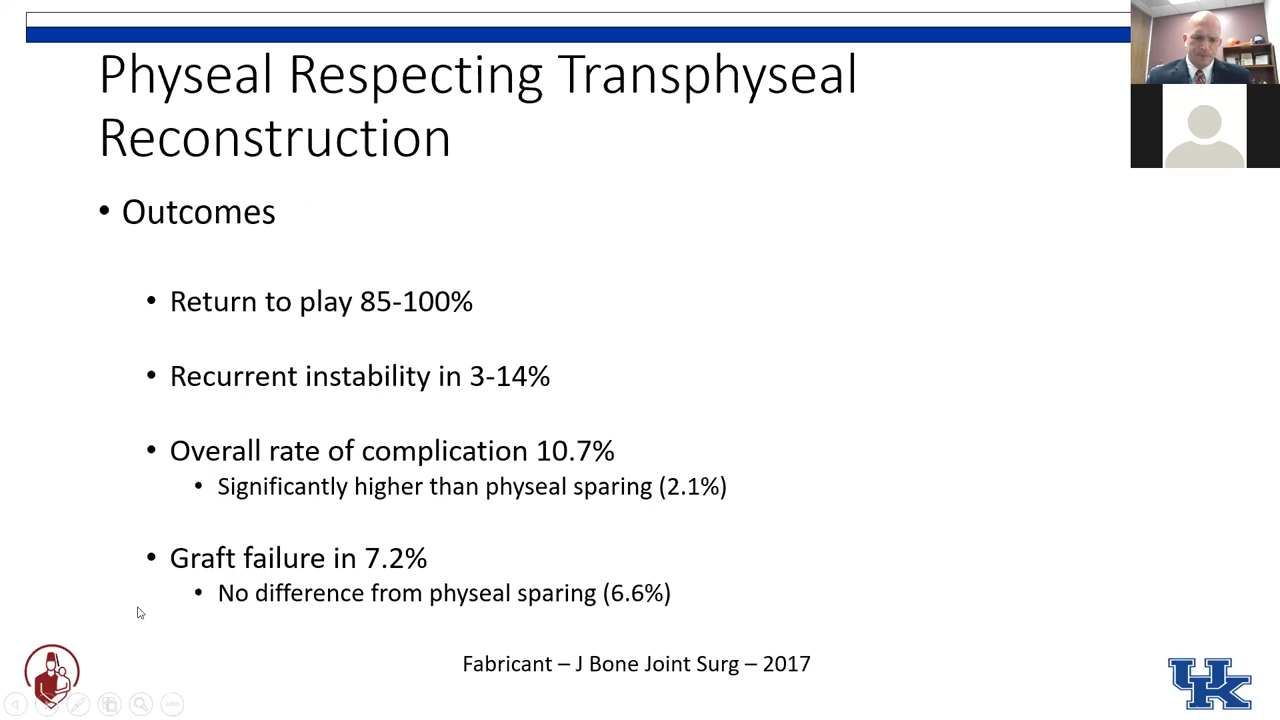 Physeal Respecting Transphyseal
Reconstruction
• Outcomes
• Return to play 85-100%
• Recurrent instability in 3-14%
• Overall rate of complication 10.7%
• Significantly higher than physeal sparing (2.1%)
• Graft failure in 7.2%
• No difference from physeal sparing (6.6%)
Fabricant – J Bone Joint Surg – 2017
UK